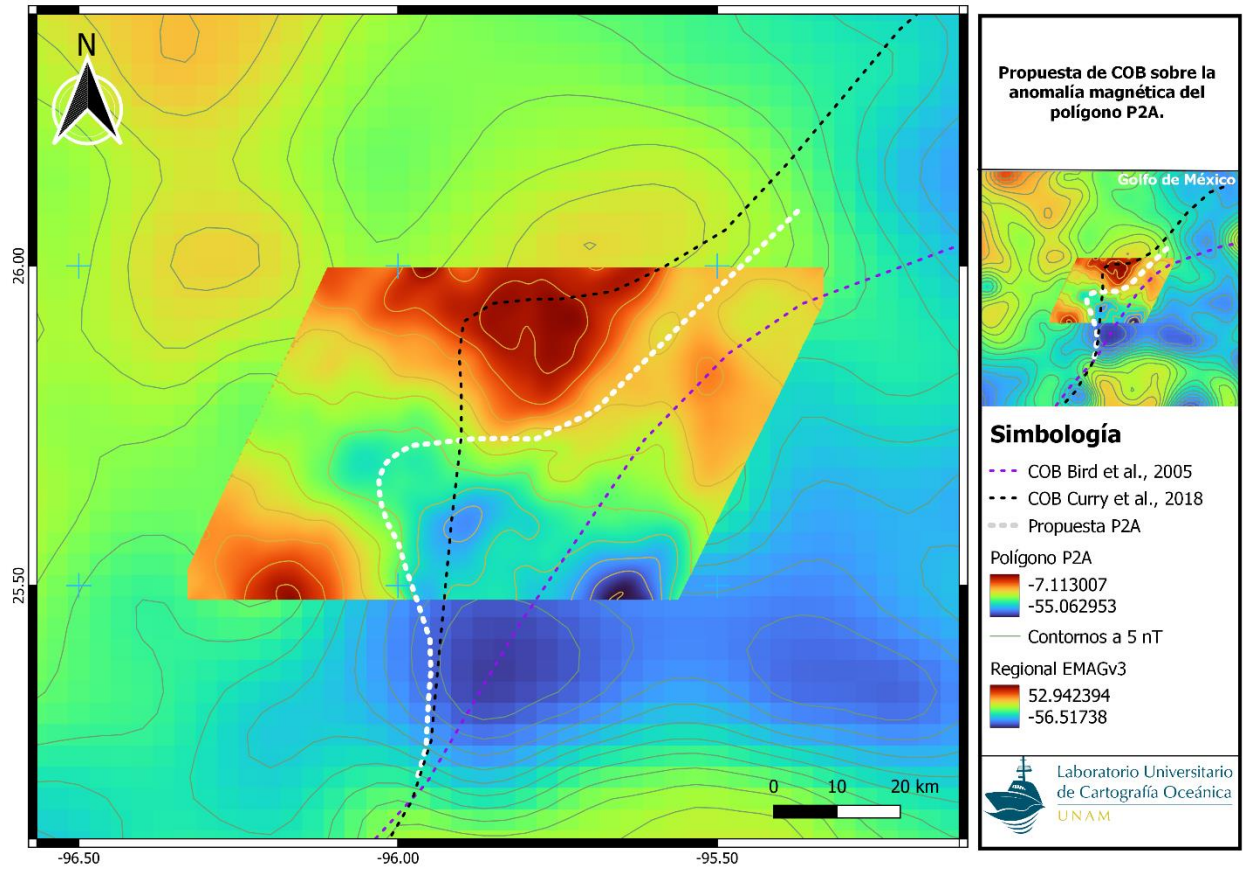 N
26.00
25.50
-96.50
-96.00
-95.50
0 10 20 km
Propuesta de COB sobre la
anomalía magnética del
polígono P2A.
Golfo de México
Simbología
COB Bird et al., 2005
COB Curry et al., 2018
Propuesta P2A
Polígono P2A
-7.113007
-55.062953
Contornos a 5 nT
Regional EMAGv3
52.942394
-56.51738
Laboratorio Universitario
de Cartografía Oceánica
UNAM